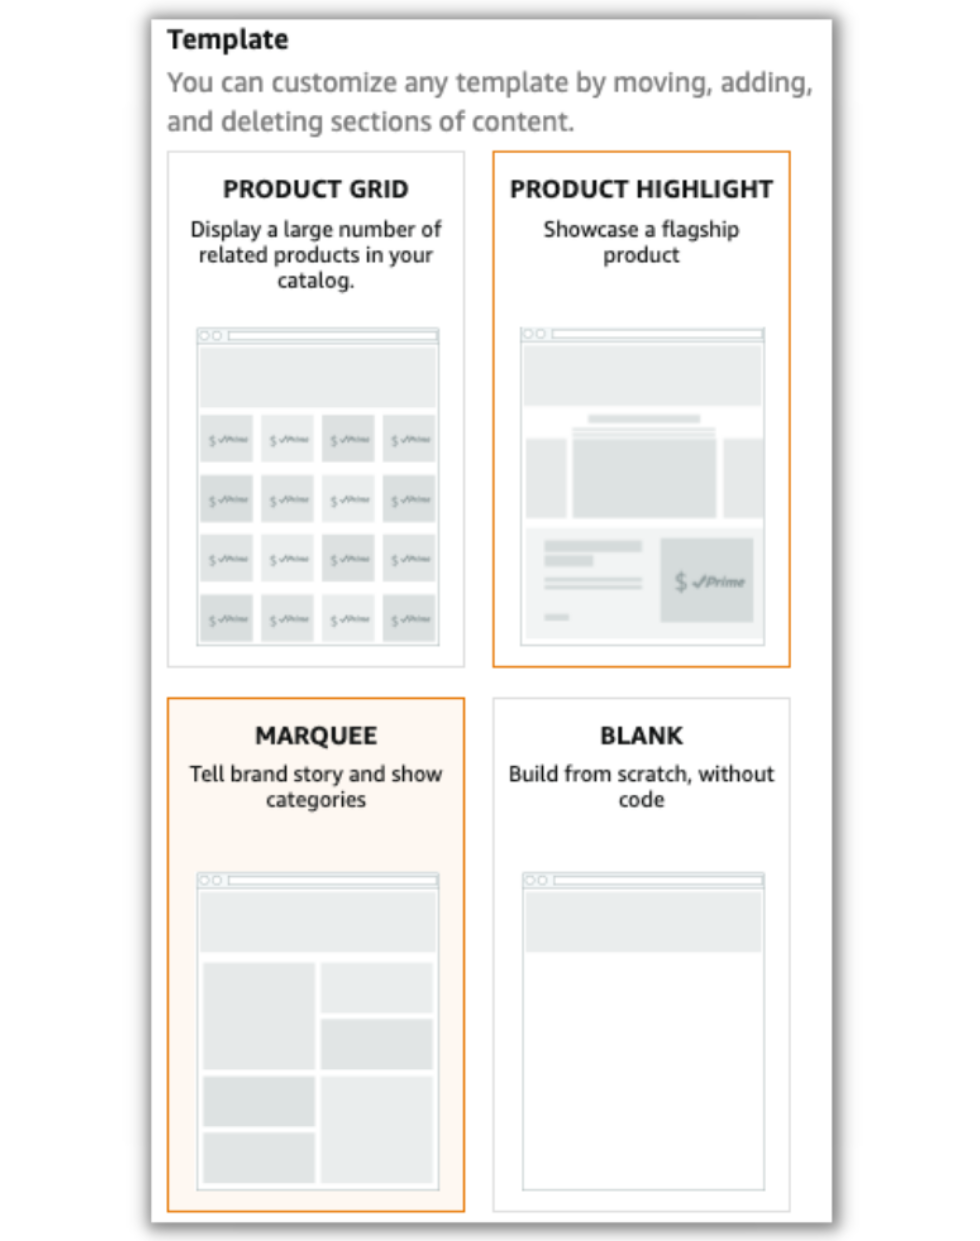 Template
You can customize any template by moving, adding,
and deleting sections of content.
PRODUCT GRID
Display a large number of
related products in your
catalog.
$ Prime $ Prime $ Prime $ Prime
$ Prime $ Prime $ Prime $ Prime
$ Prime $ Prime $ Prime $ Prime
$ Prime $ Prime $ Prime $ Prime
PRODUCT HIGHLIGHT
Showcase a flagship
product
$ ✓Prime
MARQUEE
Tell brand story and show
categories
BLANK
Build from scratch, without
code